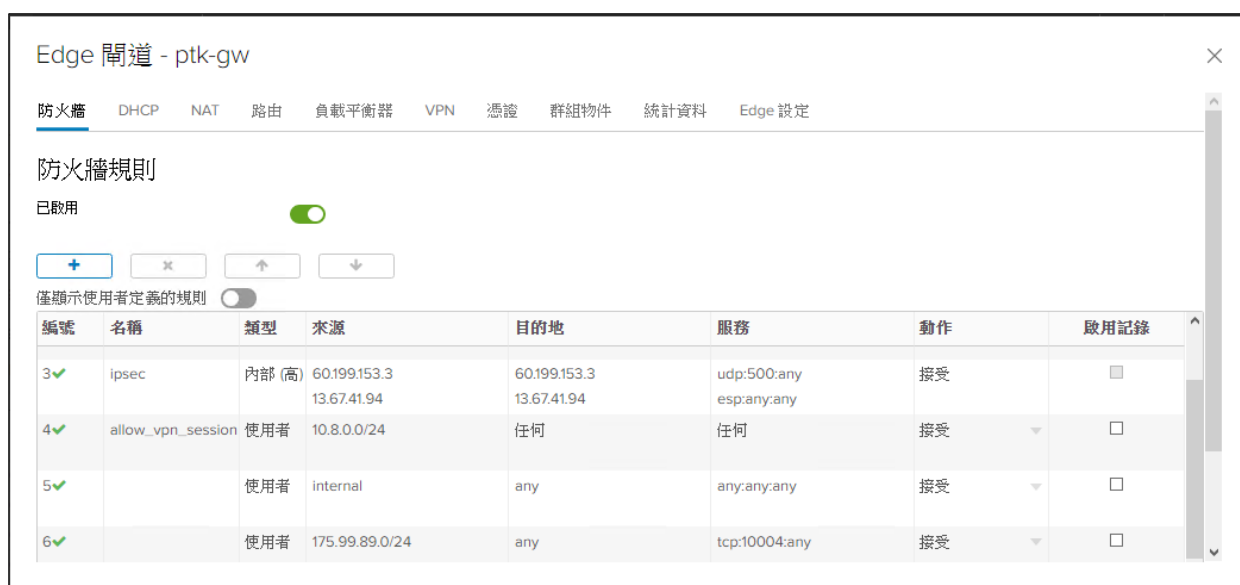 Edge 閘道 - ptk-gw
防火牆 DHCP NAT 路由 負載平衡器 VPN 憑證 群組物件 統計資料 Edge 設定
防火牆規則
已啟用
僅顯示使用者定義的規則
編號 名稱 類型 來源 目的地 服務 動作 啟用記錄
3 ipsec 內部 (高) 60.199.153.3 60.199.153.3 udp:500:any 接受
13.67.41.94 13.67.41.94 esp:any:any
4 allow_vpn_session 使用者 10.8.0.0/24 任何 任何 接受
5 使用者 internal any any:any:any 接受
6 使用者 175.99.89.0/24 any tcp:10004:any 接受